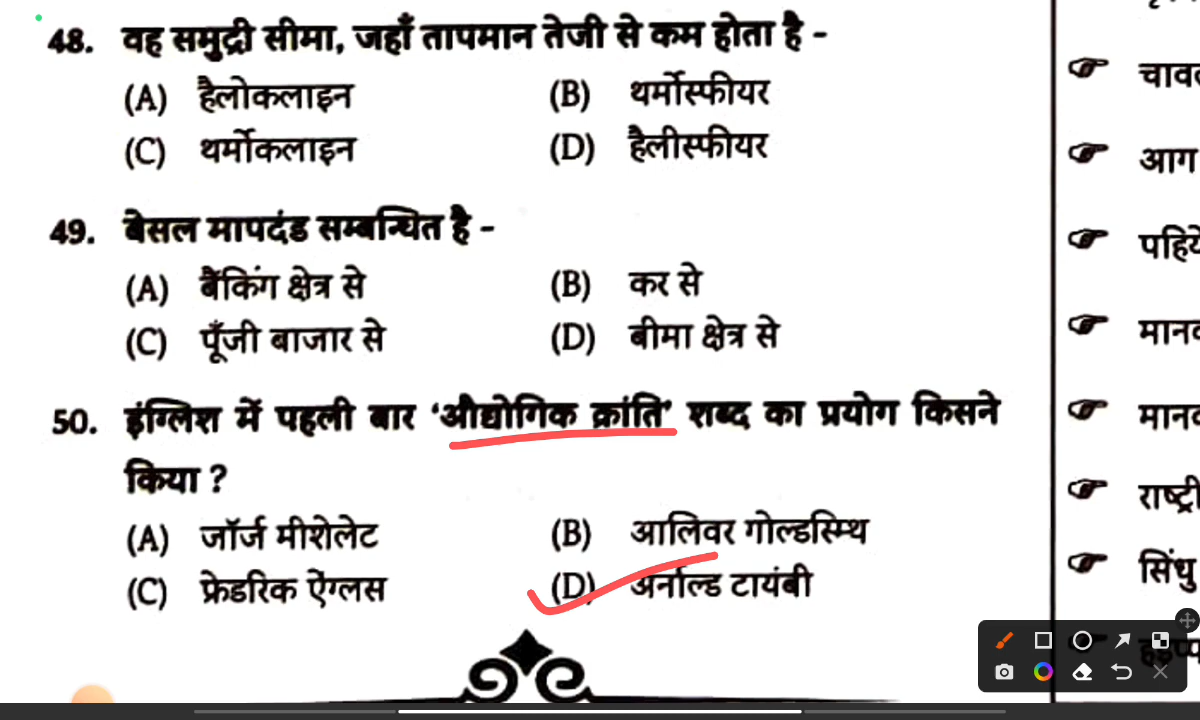 48. वह समुद्री सीमा, जहाँ तापमान तेजी से कम होता है -
(A) हैलोकलाइन (B) थर्मोस्फीयर
(C) थर्मोकलाइन (D) हैलीस्फीयर
49. बेसल मापदंड सम्बन्धित है -
(A) बैंकिंग क्षेत्र से (B) कर से
(C) पूँजी बाजार से (D) बीमा क्षेत्र से
50. इंग्लिश में पहली बार ‘औद्योगिक क्रांति’ शब्द का प्रयोग किसने
किया ?
(A) जॉर्ज मीशेलेट (B) आलिवर गोल्डस्मिथ
(C) फ्रेडरिक ऐंग्लस (D) अर्नाल्ड टायंबी
आग
सिंधु